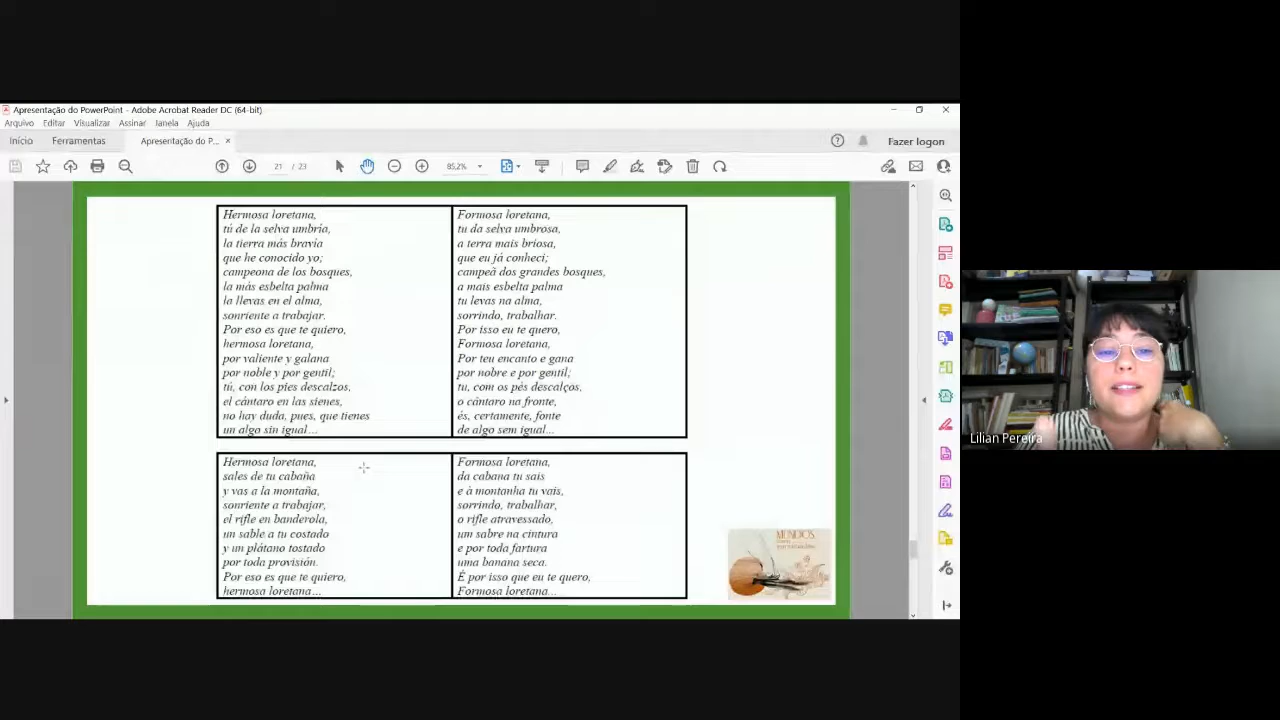 Apresentação do PowerPoint - Adobe Acrobat Reader DC (64-bit)
Arquivo Editar Visualizar Assinar Janela Ajuda
Início Ferramentas Apresentação do P... Fazer logon
21 / 23 85,2%
Hermosa loretana,
tú de la selva umbría,
la tierra más bravía
que he conocido yo;
campeona de los bosques,
la más esbelta palma
la llevas en el alma,
sonriente a trabajar.
Por eso es que te quiero,
hermosa loretana,
por valiente y galana
por noble y por gentil;
tú, con los pies descalzos,
el cántaro en las sienes,
no hay duda, pues, que tienes
un algo sin igual…
Formosa loretana,
tu da selva umbrosa,
a terra mais briosa,
que eu já conheci;
campeã dos grandes bosques,
a mais esbelta palma
tu levas na alma,
sorrindo, trabalhar.
Por isso eu te quero,
Formosa loretana,
Por teu encanto e gana
por nobre e por gentil;
tu, com os pés descalços,
o cântaro na fronte,
és, certamente, fonte
de algo sem igual…
Hermosa loretana,
sales de tu cabaña
y vas a la montaña,
sonriente a trabajar,
el rifle en banderola,
un sable a tu costado
y un plátano tostado
por toda provisión.
Por eso es que te quiero,
hermosa loretana…
Formosa loretana,
da cabana tu sais
e à montanha tu vais,
sorrindo, trabalhar,
o rifle atravessado,
um sabre na cintura
e por toda fartura
uma banana seca.
É por isso que eu te quero,
Formosa loretana...
MUNDOS
Lilian Pereira